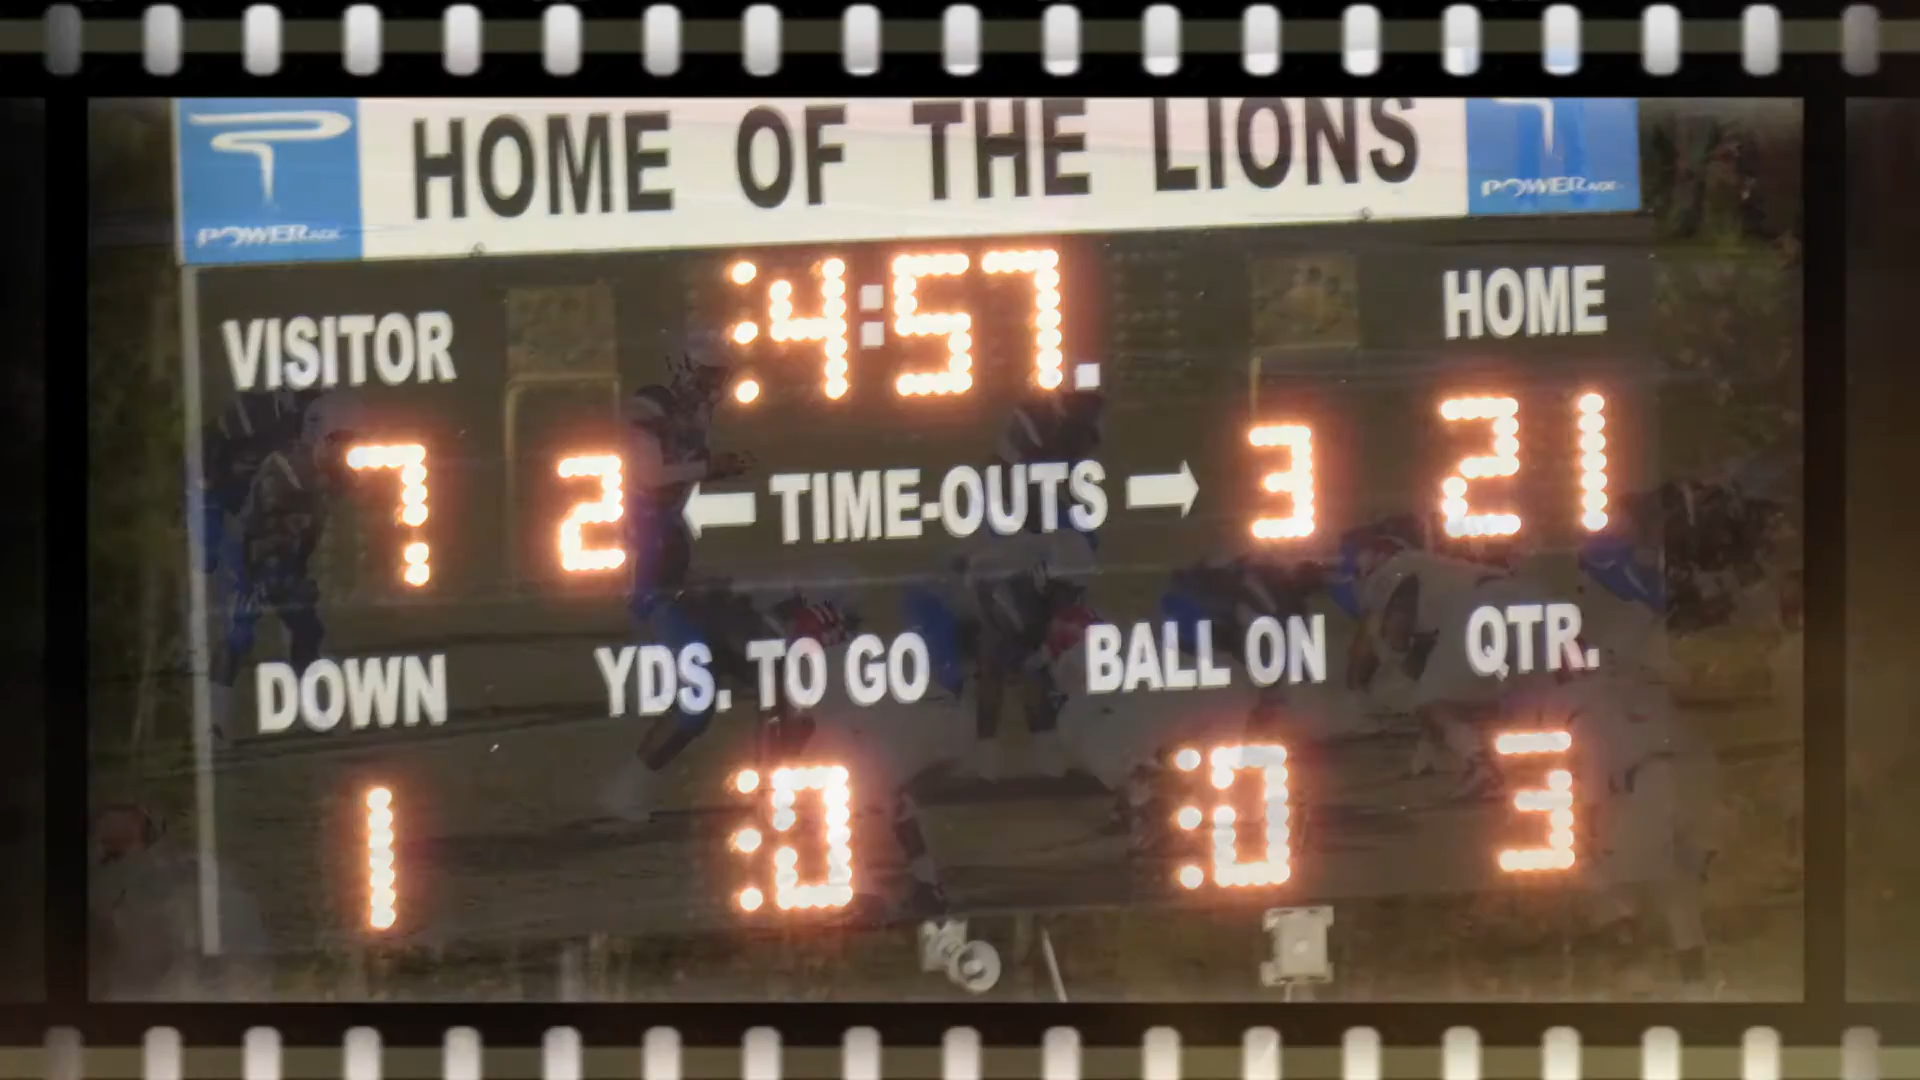 HOME OF THE LIONS
POWER
POWER
4:57
VISITOR
HOME
7 2 ← TIME-OUTS → 3 21
DOWN YDS. TO GO BALL ON QTR.
1 0 0 3